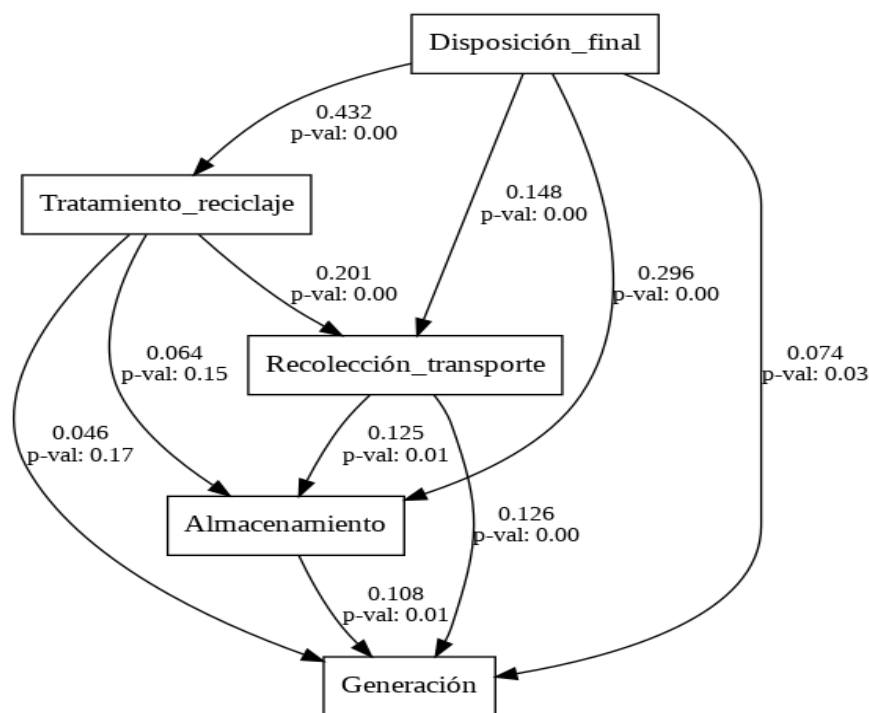 Disposición_final
0.432
p-val: 0.00
Tratamiento_reciclaje
0.148
p-val: 0.00
0.201
p-val: 0.00
0.296
p-val: 0.00
Recolección_transporte
0.064
p-val: 0.15
0.074
p-val: 0.03
0.046
p-val: 0.17
0.125
p-val: 0.01
Almacenamiento
0.126
p-val: 0.00
0.108
p-val: 0.01
Generación